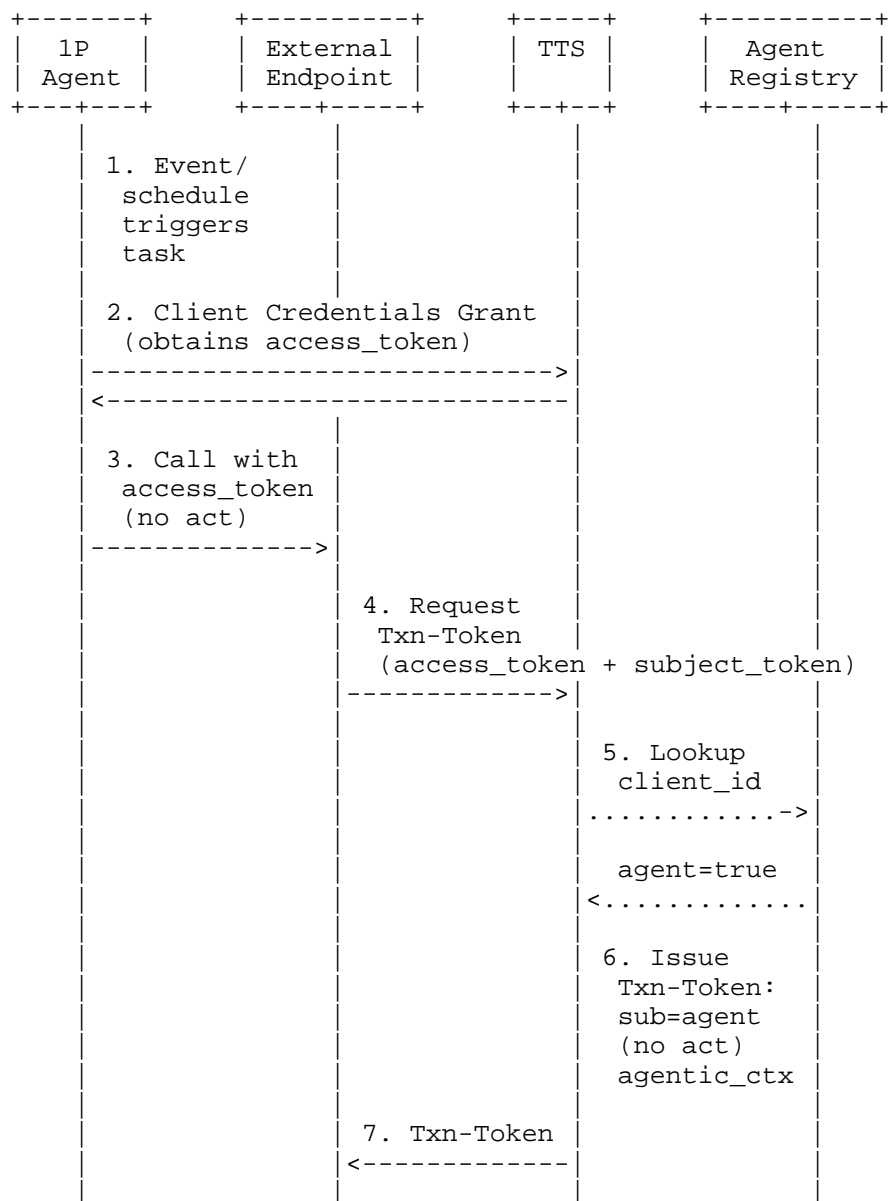 1P External TTS Agent
Agent Endpoint Registry
1. Event/
schedule
triggers
task
2. Client Credentials Grant
(obtains access_token)
3. Call with
access_token
(no act)
4. Request
Txn-Token
(access_token + subject_token)
5. Lookup
client_id
agent=true
6. Issue
Txn-Token:
sub=agent
(no act)
agentic_ctx
7. Txn-Token